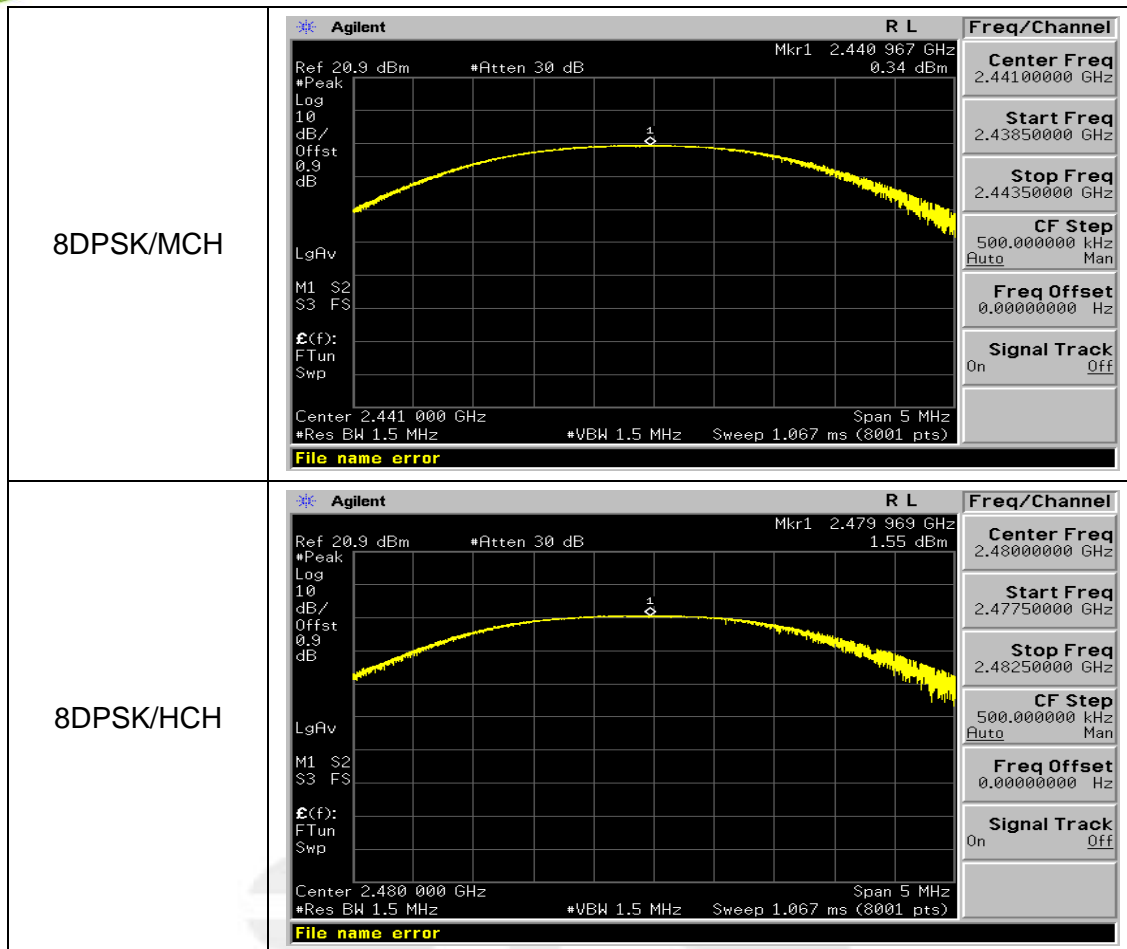 8DPSK/MCH
Agilent R L Freq/Channel
Mkr1 2.440 967 GHz
Ref 20.9 dBm #Atten 30 dB 0.34 dBm
#Peak
Log
10
dB/
Offst
0.9
dB
1
LgAv
M1 S2
S3 FS
£(f):
FTun
Swp
Center 2.441 000 GHz Span 5 MHz
#Res BW 1.5 MHz #VBW 1.5 MHz Sweep 1.067 ms (8001 pts)
File name error
Center Freq
2.44100000 GHz
Start Freq
2.43850000 GHz
Stop Freq
2.44350000 GHz
CF Step
500.000000 kHz
Auto Man
Freq Offset
0.00000000 Hz
Signal Track
On Off
8DPSK/HCH
Agilent R L Freq/Channel
Mkr1 2.479 969 GHz
Ref 20.9 dBm #Atten 30 dB 1.55 dBm
#Peak
Log
10
dB/
Offst
0.9
dB
1
LgAv
M1 S2
S3 FS
£(f):
FTun
Swp
Center 2.480 000 GHz Span 5 MHz
#Res BW 1.5 MHz #VBW 1.5 MHz Sweep 1.067 ms (8001 pts)
File name error
Center Freq
2.48000000 GHz
Start Freq
2.47750000 GHz
Stop Freq
2.48250000 GHz
CF Step
500.000000 kHz
Auto Man
Freq Offset
0.00000000 Hz
Signal Track
On Off